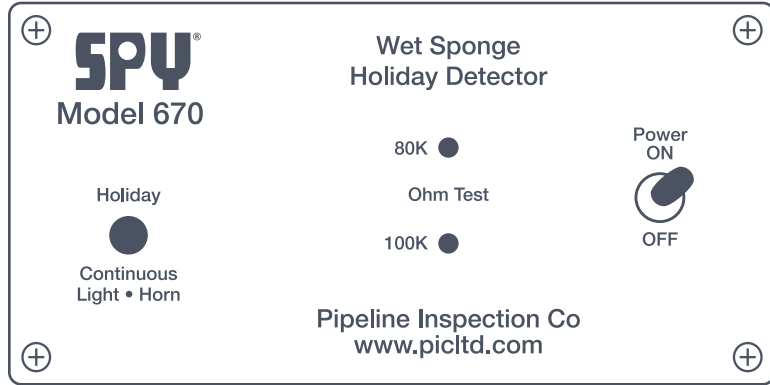 SPY®
Model 670
Wet Sponge
Holiday Detector
80K
Ohm Test
100K
Power
ON
OFF
Holiday
Continuous
Light • Horn
Pipeline Inspection Co
www.picltd.com